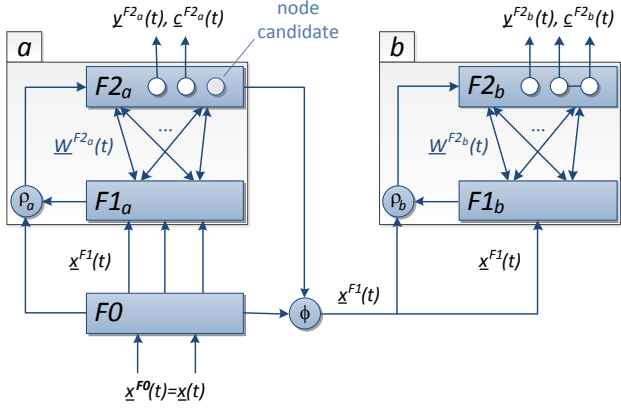 y^F2a(t), c^F2a(t)
node
candidate
y^F2b(t), c^F2b(t)
a
b
F2a
F2b
...
...
W^F2a(t)
W^F2b(t)
ρa
F1a
ρb
F1b
x^F1(t)
x^F1(t)
x^F1(t)
F0
ϕ
x^F0(t)=x(t)